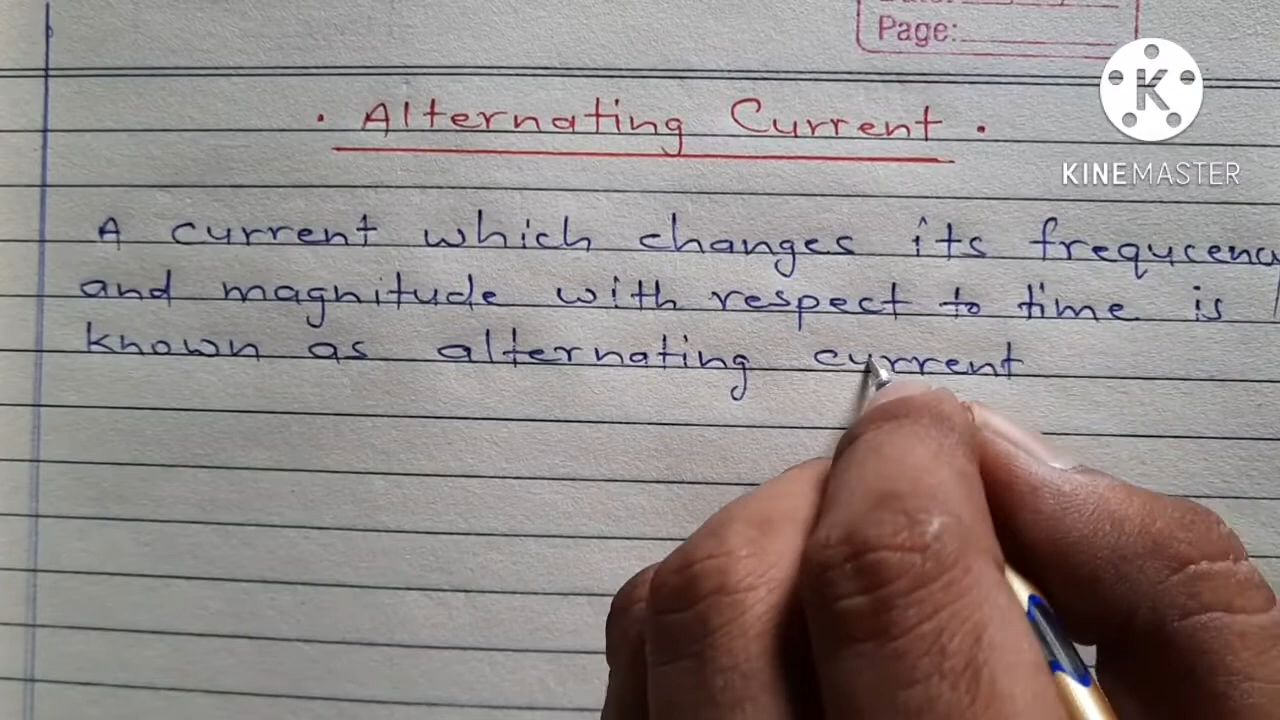 Page:
. Alternating Current .
KINEMASTER
A current which changes its frequcency
and magnitude with respect to time is
known as alternating current